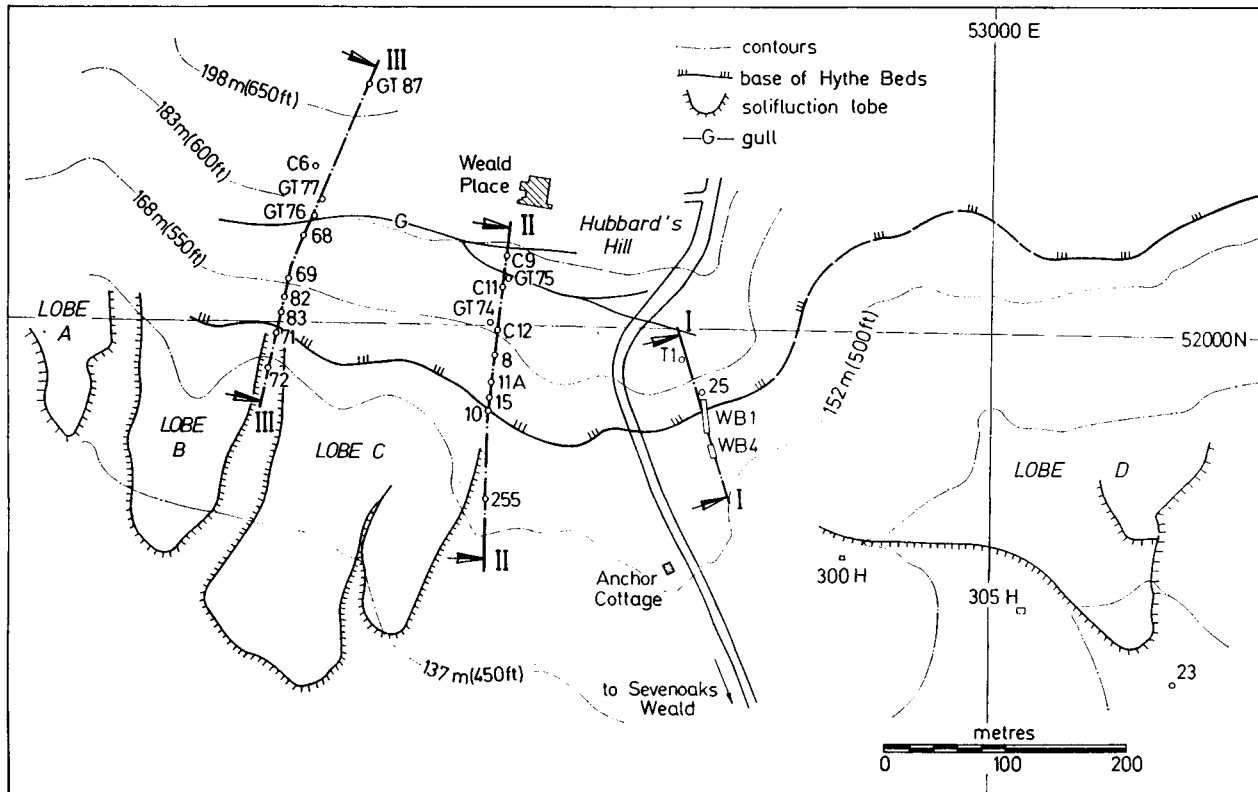 53000 E
III
contours
198m(650ft)
GT 87
base of Hythe Beds
solifluction lobe
183m(600ft)
G gull
C6
Weald
Place
GT77
GT76
II
168m(550ft)
G
Hubbard's
Hill
68
C9
GT75
69
C11
82
GT74
LOBE
A
I
83
C12
52000N
71
T1
8
152m(500ft)
72
11A
25
III
15
10
WB1
LOBE
B
LOBE C
WB4
LOBE D
I
255
II
300 H
Anchor
Cottage
305 H
137m(450ft)
23
to Sevenoaks
Weald
metres
0 100 200